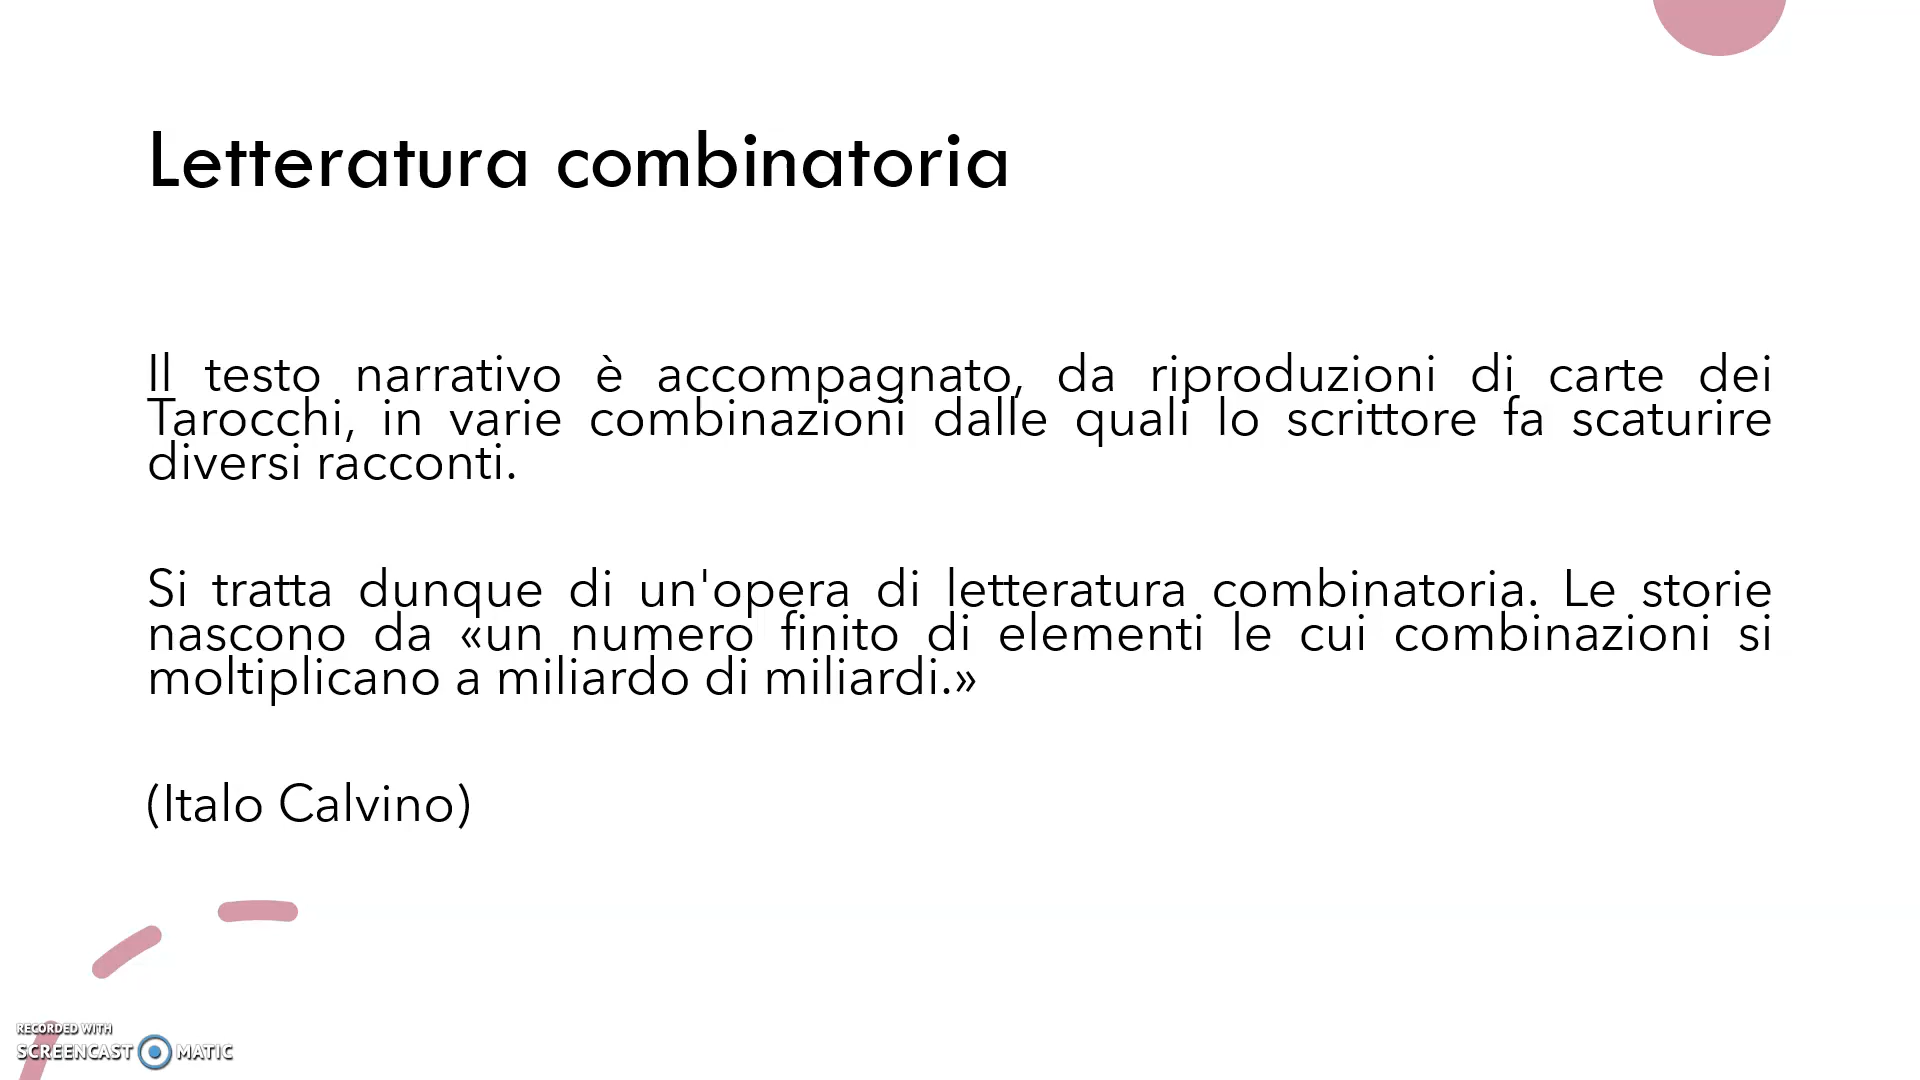 Letteratura combinatoria
Il testo narrativo è accompagnato, da riproduzioni di carte dei
Tarocchi, in varie combinazioni dalle quali lo scrittore fa scaturire
diversi racconti.
Si tratta dunque di un'opera di letteratura combinatoria. Le storie
nascono da «un numero finito di elementi le cui combinazioni si
moltiplicano a miliardo di miliardi.»
(Italo Calvino)
RECORDED WITH
SCREENCAST MATIC